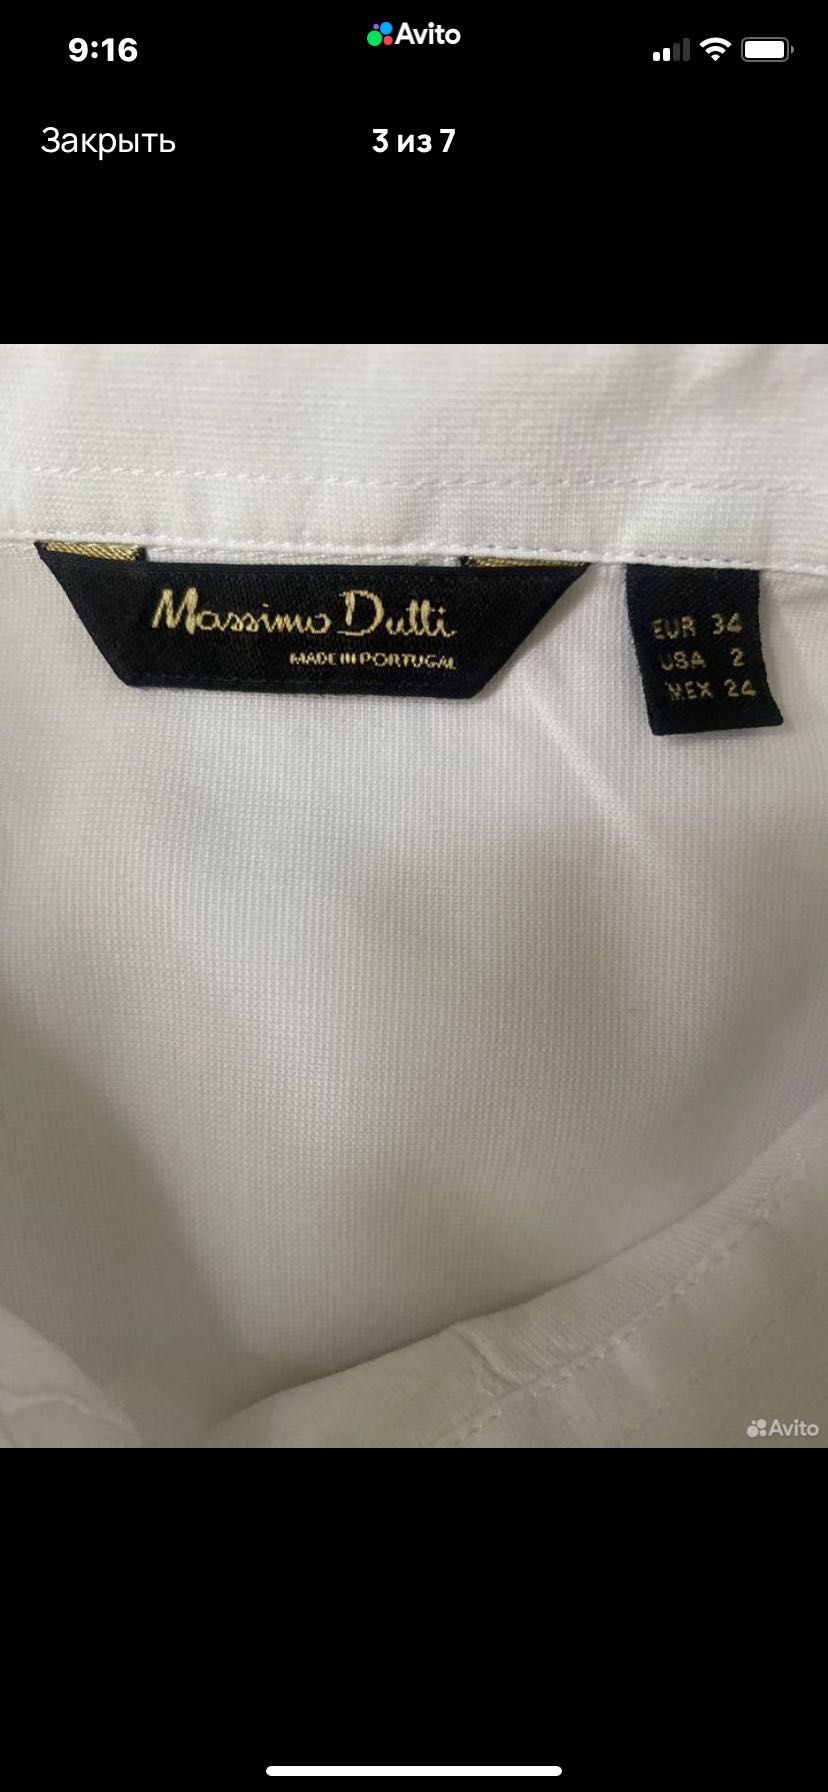 9:16
Avito
Закрыть
3 из 7
Massimo Dutti
MADE IN PORTUGAL
EUR 34
USA 2
MEX 24
Avito